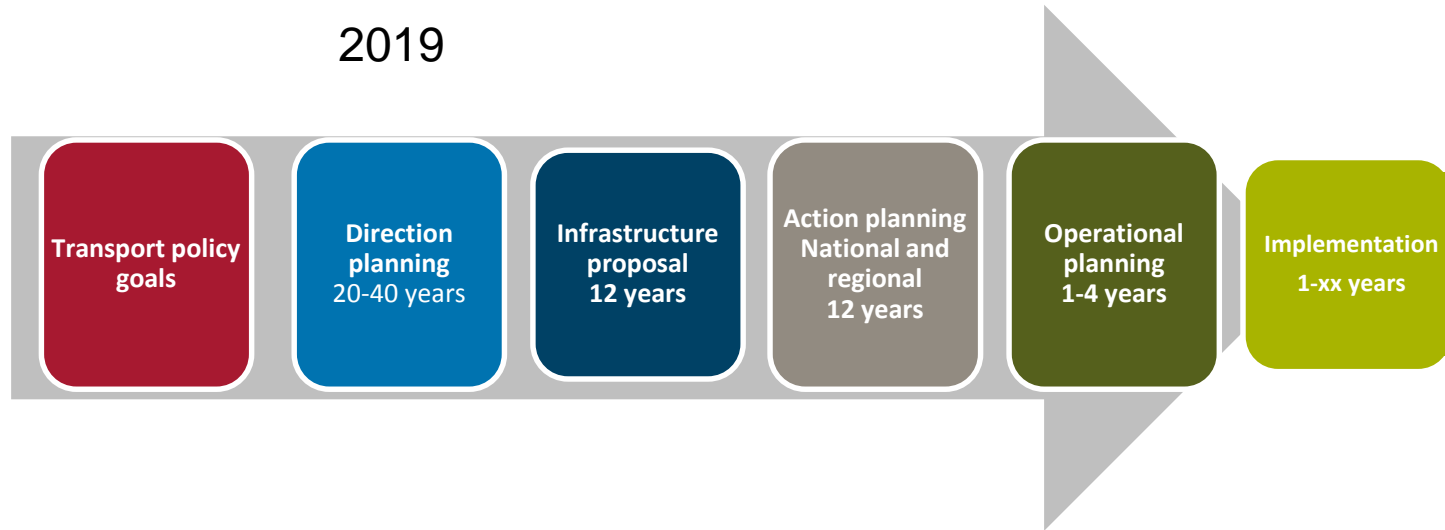 2019
Transport policy
goals
Direction
planning
20-40 years
Infrastructure
proposal
12 years
Action planning
National and
regional
12 years
Operational
planning
1-4 years
Implementation
1-xx years